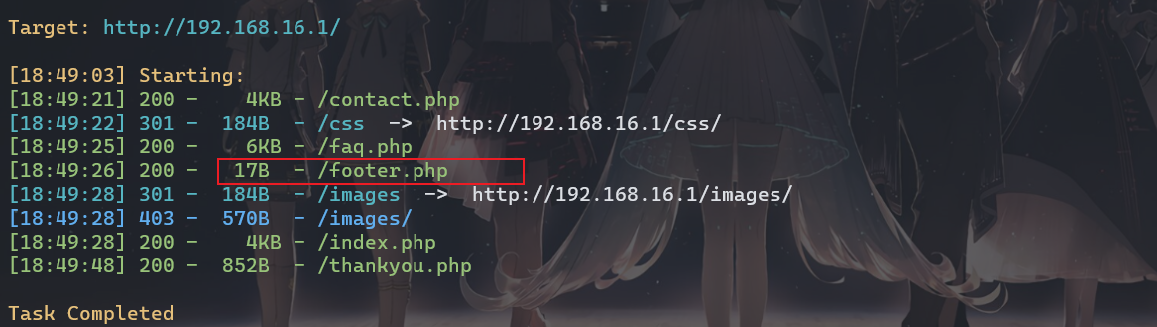 Target: http://192.168.16.1/
[18:49:03] Starting:
[18:49:21] 200 -    4KB - /contact.php
[18:49:22] 301 -  184B  - /css  ->  http://192.168.16.1/css/
[18:49:25] 200 -    6KB - /faq.php
[18:49:26] 200 -   17B  - /footer.php
[18:49:28] 301 -  184B  - /images  ->  http://192.168.16.1/images/
[18:49:28] 403 -  570B  - /images/
[18:49:28] 200 -    4KB - /index.php
[18:49:48] 200 -  852B  - /thankyou.php
Task Completed